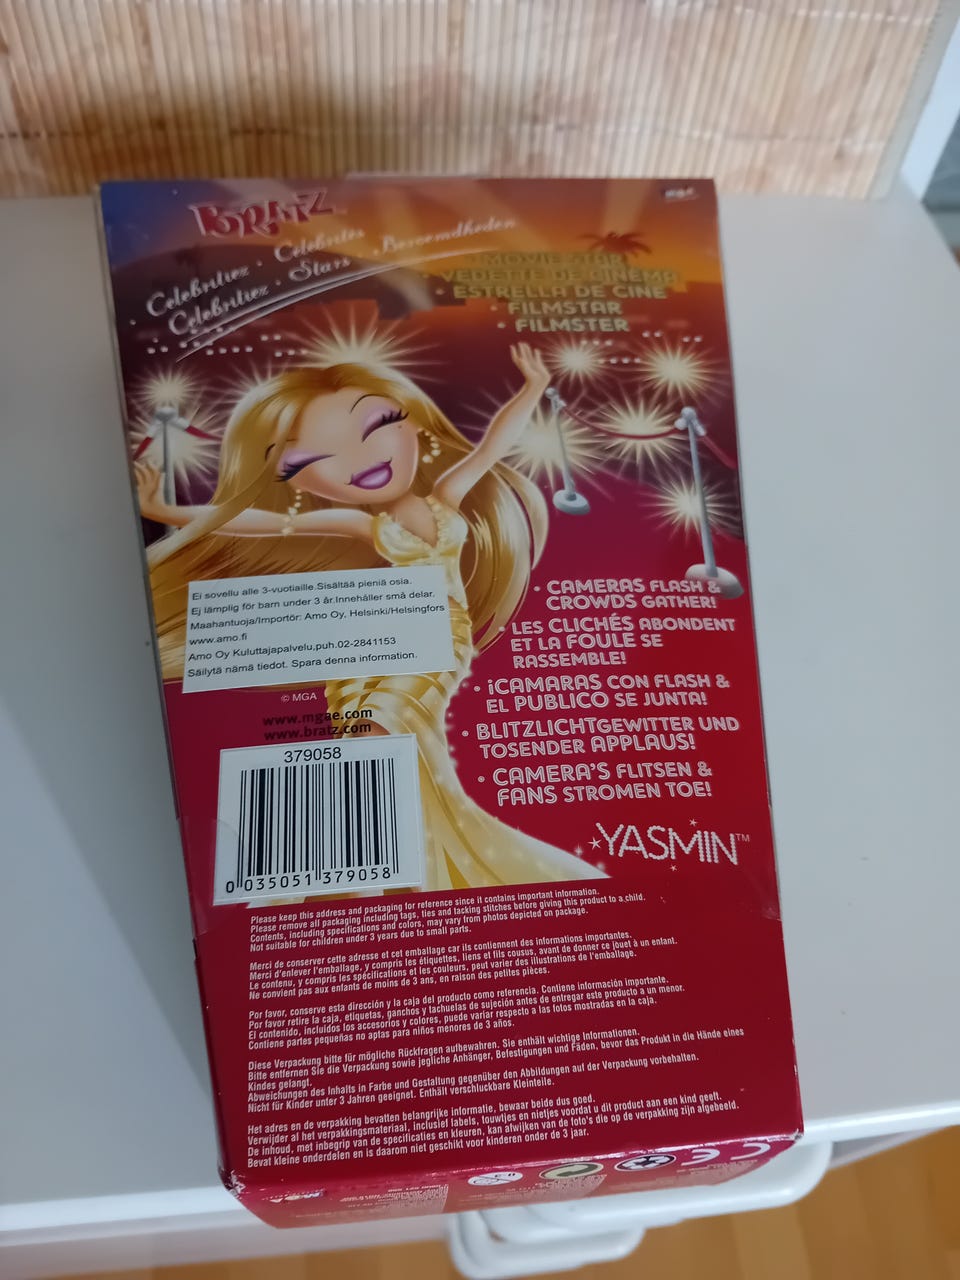 BRATZ
Celebritiez · Célébrités
Celebritiez · Stars · Beroemdheden
MOVIE STAR
VEDETTE DE CINÉMA
• ESTRELLA DE CINE
• FILMSTAR
• FILMSTER
Ei sovellu alle 3-vuotiaille.Sisältää pieniä osia.
Ej lämplig för barn under 3 år.Innehåller små delar.
Maahantuoja/Importör: Amo Oy, Helsinki/Helsingfors
www.amo.fi
Amo Oy Kuluttajapalvelu,puh.02-2841153
Säilytä nämä tiedot. Spara denna information.
© MGA
www.mgae.com
www.bratz.com
379058
0 035051 379058
• CAMERAS FLASH &
CROWDS GATHER!
• LES CLICHÉS ABONDENT
ET LA FOULE SE
RASSEMBLE!
• ¡CAMARAS CON FLASH &
EL PUBLICO SE JUNTA!
• BLITZLICHTGEWITTER UND
TOSENDER APPLAUS!
• CAMERA'S FLITSEN &
FANS STROMEN TOE!
YASMIN™
Please keep this address and packaging for reference since it contains important information.
Please remove all packaging including tags, ties and tacking stitches before giving this product to a child.
Contents, including specifications and colors, may vary from photos depicted on package.
Not suitable for children under 3 years due to small parts.
Merci de conserver cette adresse et cet emballage car ils contiennent des informations importantes.
Merci d'enlever l'emballage, y compris les étiquettes, liens et fils cousus, avant de donner ce jouet à un enfant.
Le contenu, y compris les spécifications et les couleurs, peut varier des illustrations de l'emballage.
Ne convient pas aux enfants de moins de 3 ans, en raison des petites pièces.
Por favor, conserve esta dirección y la caja del producto como referencia. Contiene información importante.
Por favor retire la caja, etiquetas, ganchos y tachuelas de sujeción antes de entregar este producto a un menor.
El contenido, incluidos los accesorios y colores, puede variar respecto a las fotos mostradas en la caja.
Contiene partes pequeñas no aptas para niños menores de 3 años.
Diese Verpackung bitte für mögliche Rückfragen aufbewahren. Sie enthält wichtige Informationen.
Bitte entfernen Sie die Verpackung sowie jegliche Anhänger, Befestigungen und Fäden, bevor das Produkt in die Hände eines
Kindes gelangt.
Abweichungen des Inhalts in Farbe und Gestaltung gegenüber den Abbildungen auf der Verpackung vorbehalten.
Nicht für Kinder unter 3 Jahren geeignet. Enthält verschluckbare Kleinteile.
Het adres en de verpakking bevatten belangrijke informatie, bewaar beide dus goed.
Verwijder al het verpakkingsmateriaal, inclusief labels, touwtjes en nietjes voordat u dit product aan een kind geeft.
De inhoud, met inbegrip van de specificaties en kleuren, kan afwijken van de foto's die op de verpakking zijn afgebeeld.
Bevat kleine onderdelen en is daarom niet geschikt voor kinderen onder de 3 jaar.
CE